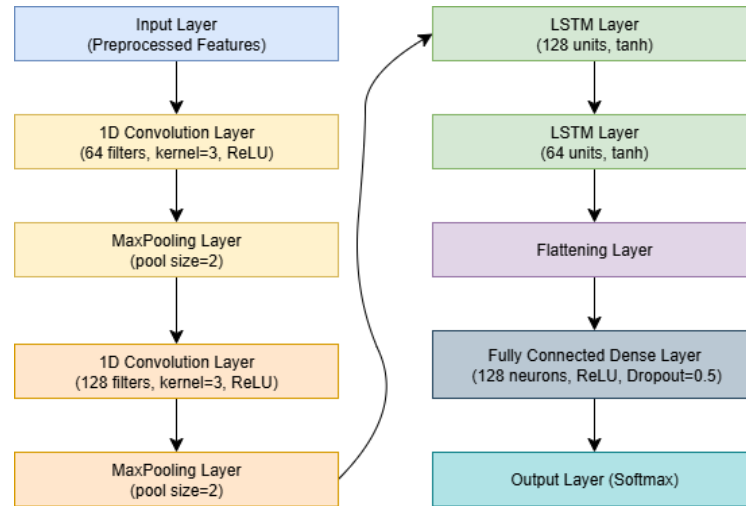 Input Layer
(Preprocessed Features)
1D Convolution Layer
(64 filters, kernel=3, ReLU)
MaxPooling Layer
(pool size=2)
1D Convolution Layer
(128 filters, kernel=3, ReLU)
MaxPooling Layer
(pool size=2)
LSTM Layer
(128 units, tanh)
LSTM Layer
(64 units, tanh)
Flattening Layer
Fully Connected Dense Layer
(128 neurons, ReLU, Dropout=0.5)
Output Layer (Softmax)